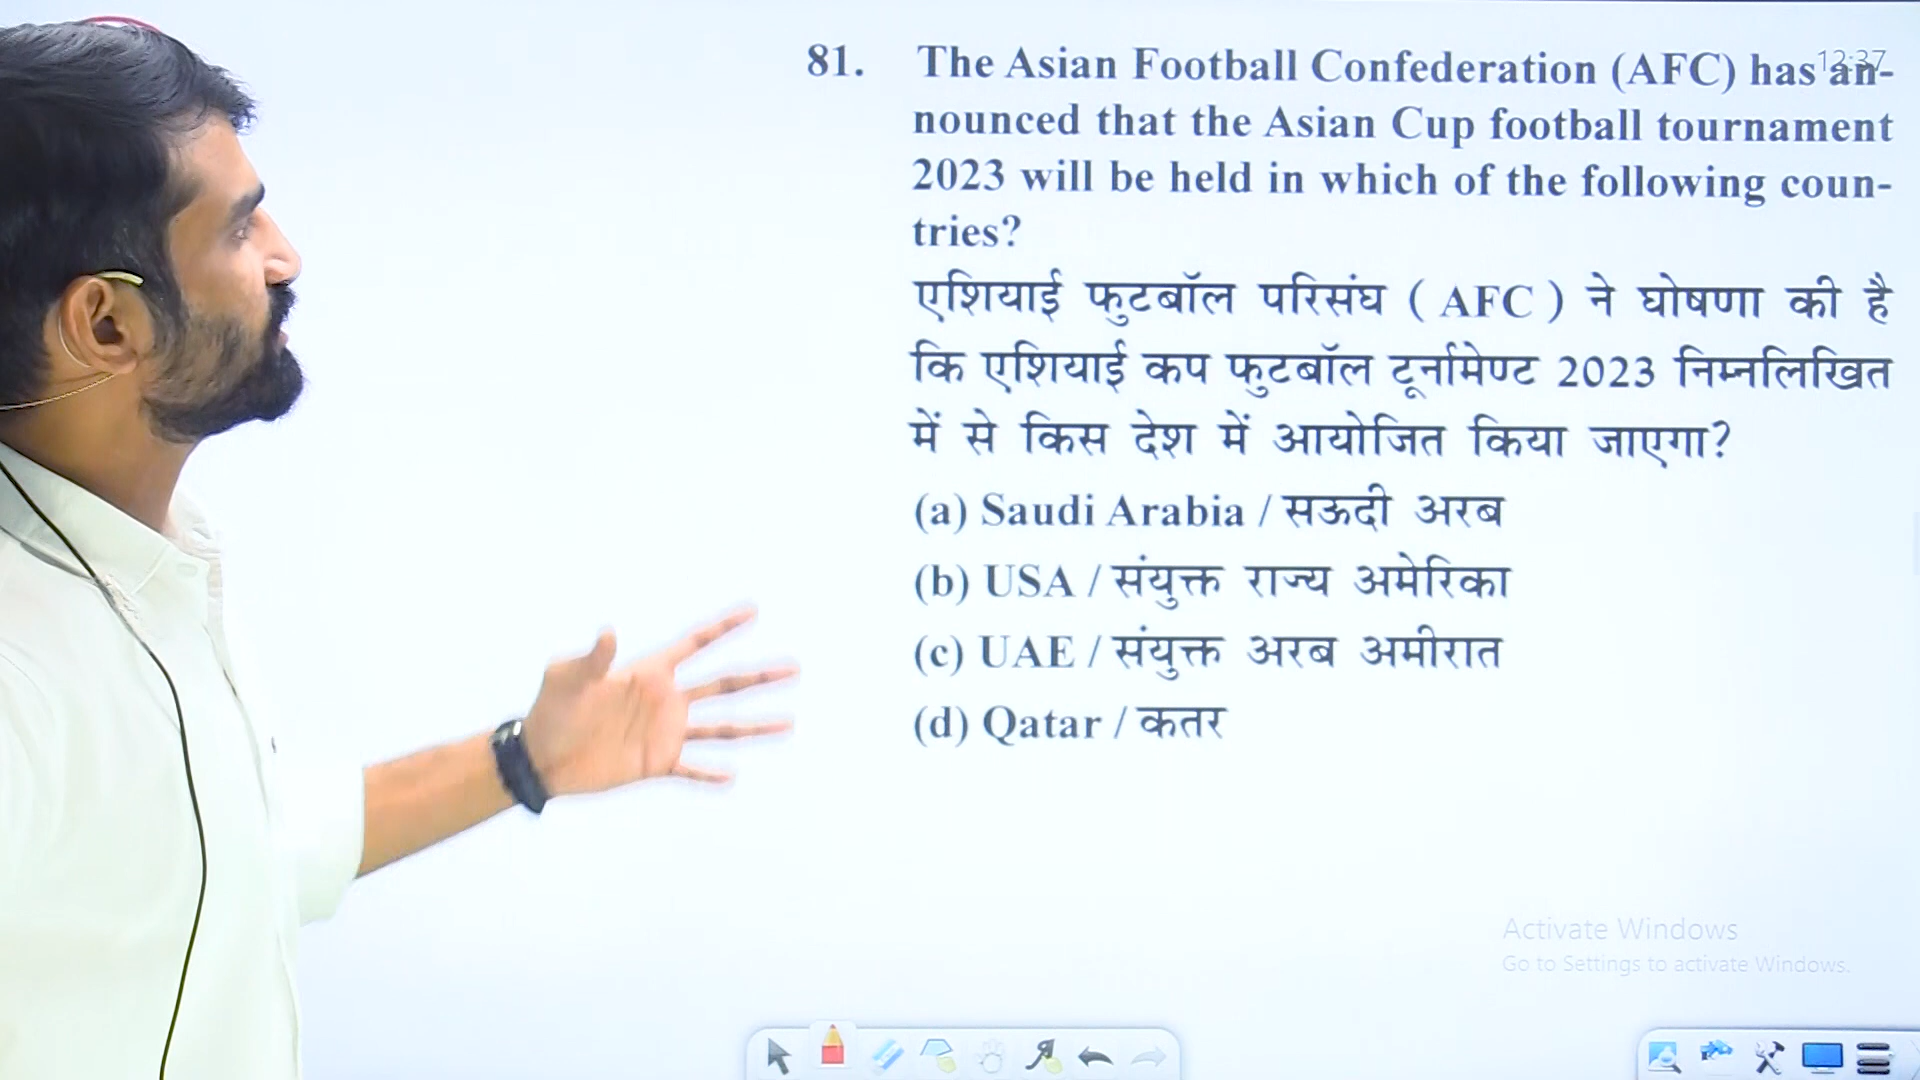 81. The Asian Football Confederation (AFC) has an-
12:37
nounced that the Asian Cup football tournament
2023 will be held in which of the following coun-
tries?
एशियाई फुटबॉल परिसंघ ( AFC ) ने घोषणा की है
कि एशियाई कप फुटबॉल टूर्नामेण्ट 2023 निम्नलिखित
में से किस देश में आयोजित किया जाएगा?
(a) Saudi Arabia / सऊदी अरब
(b) USA / संयुक्त राज्य अमेरिका
(c) UAE / संयुक्त अरब अमीरात
(d) Qatar / कतर
Activate Windows
Go to Settings to activate Windows.